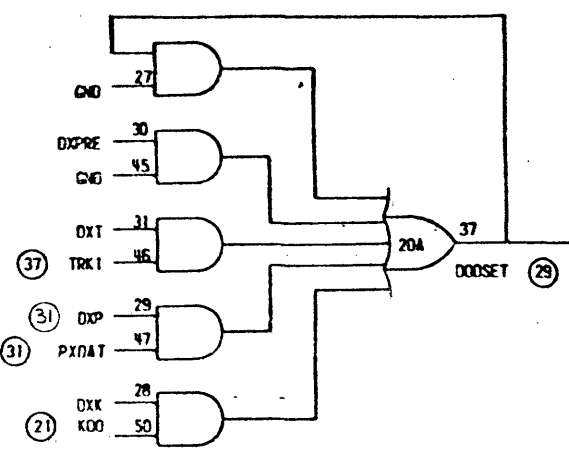 27
GND
30
DXPRE
45
GND
31
DXT
37 TRK1 46
29
31 DXP
47
31 PXDAT
28
DXK
21 K00 50
20A
37
DODSET 29